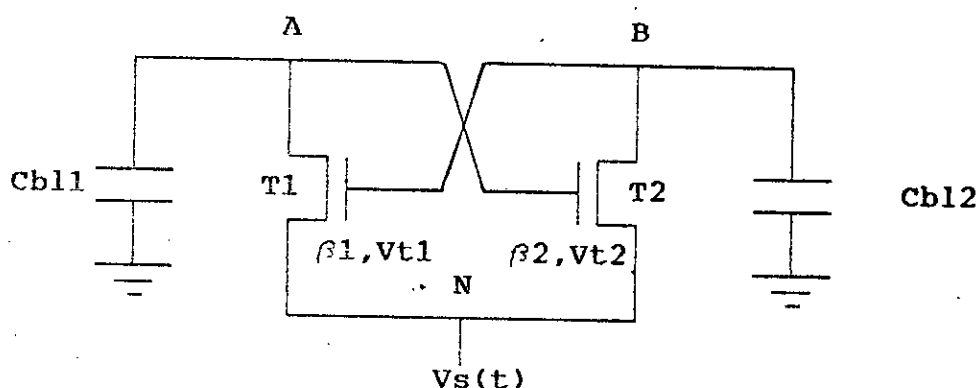 A
B
Cbl1
T1
T2
Cbl2
β1,Vt1
β2,Vt2
N
Vs(t)